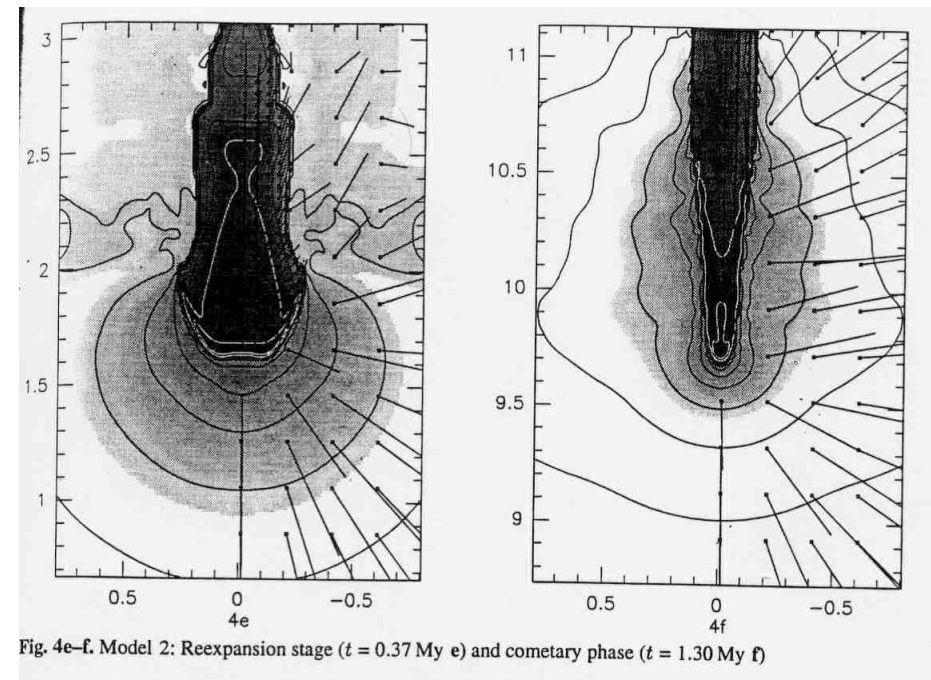 3
2.5
2
1.5
1
0.5 0 −0.5
4e
11
10.5
10
9.5
9
0.5 0 −0.5
4f
Fig. 4e–f. Model 2: Reexpansion stage (t = 0.37 My e) and cometary phase (t = 1.30 My f)